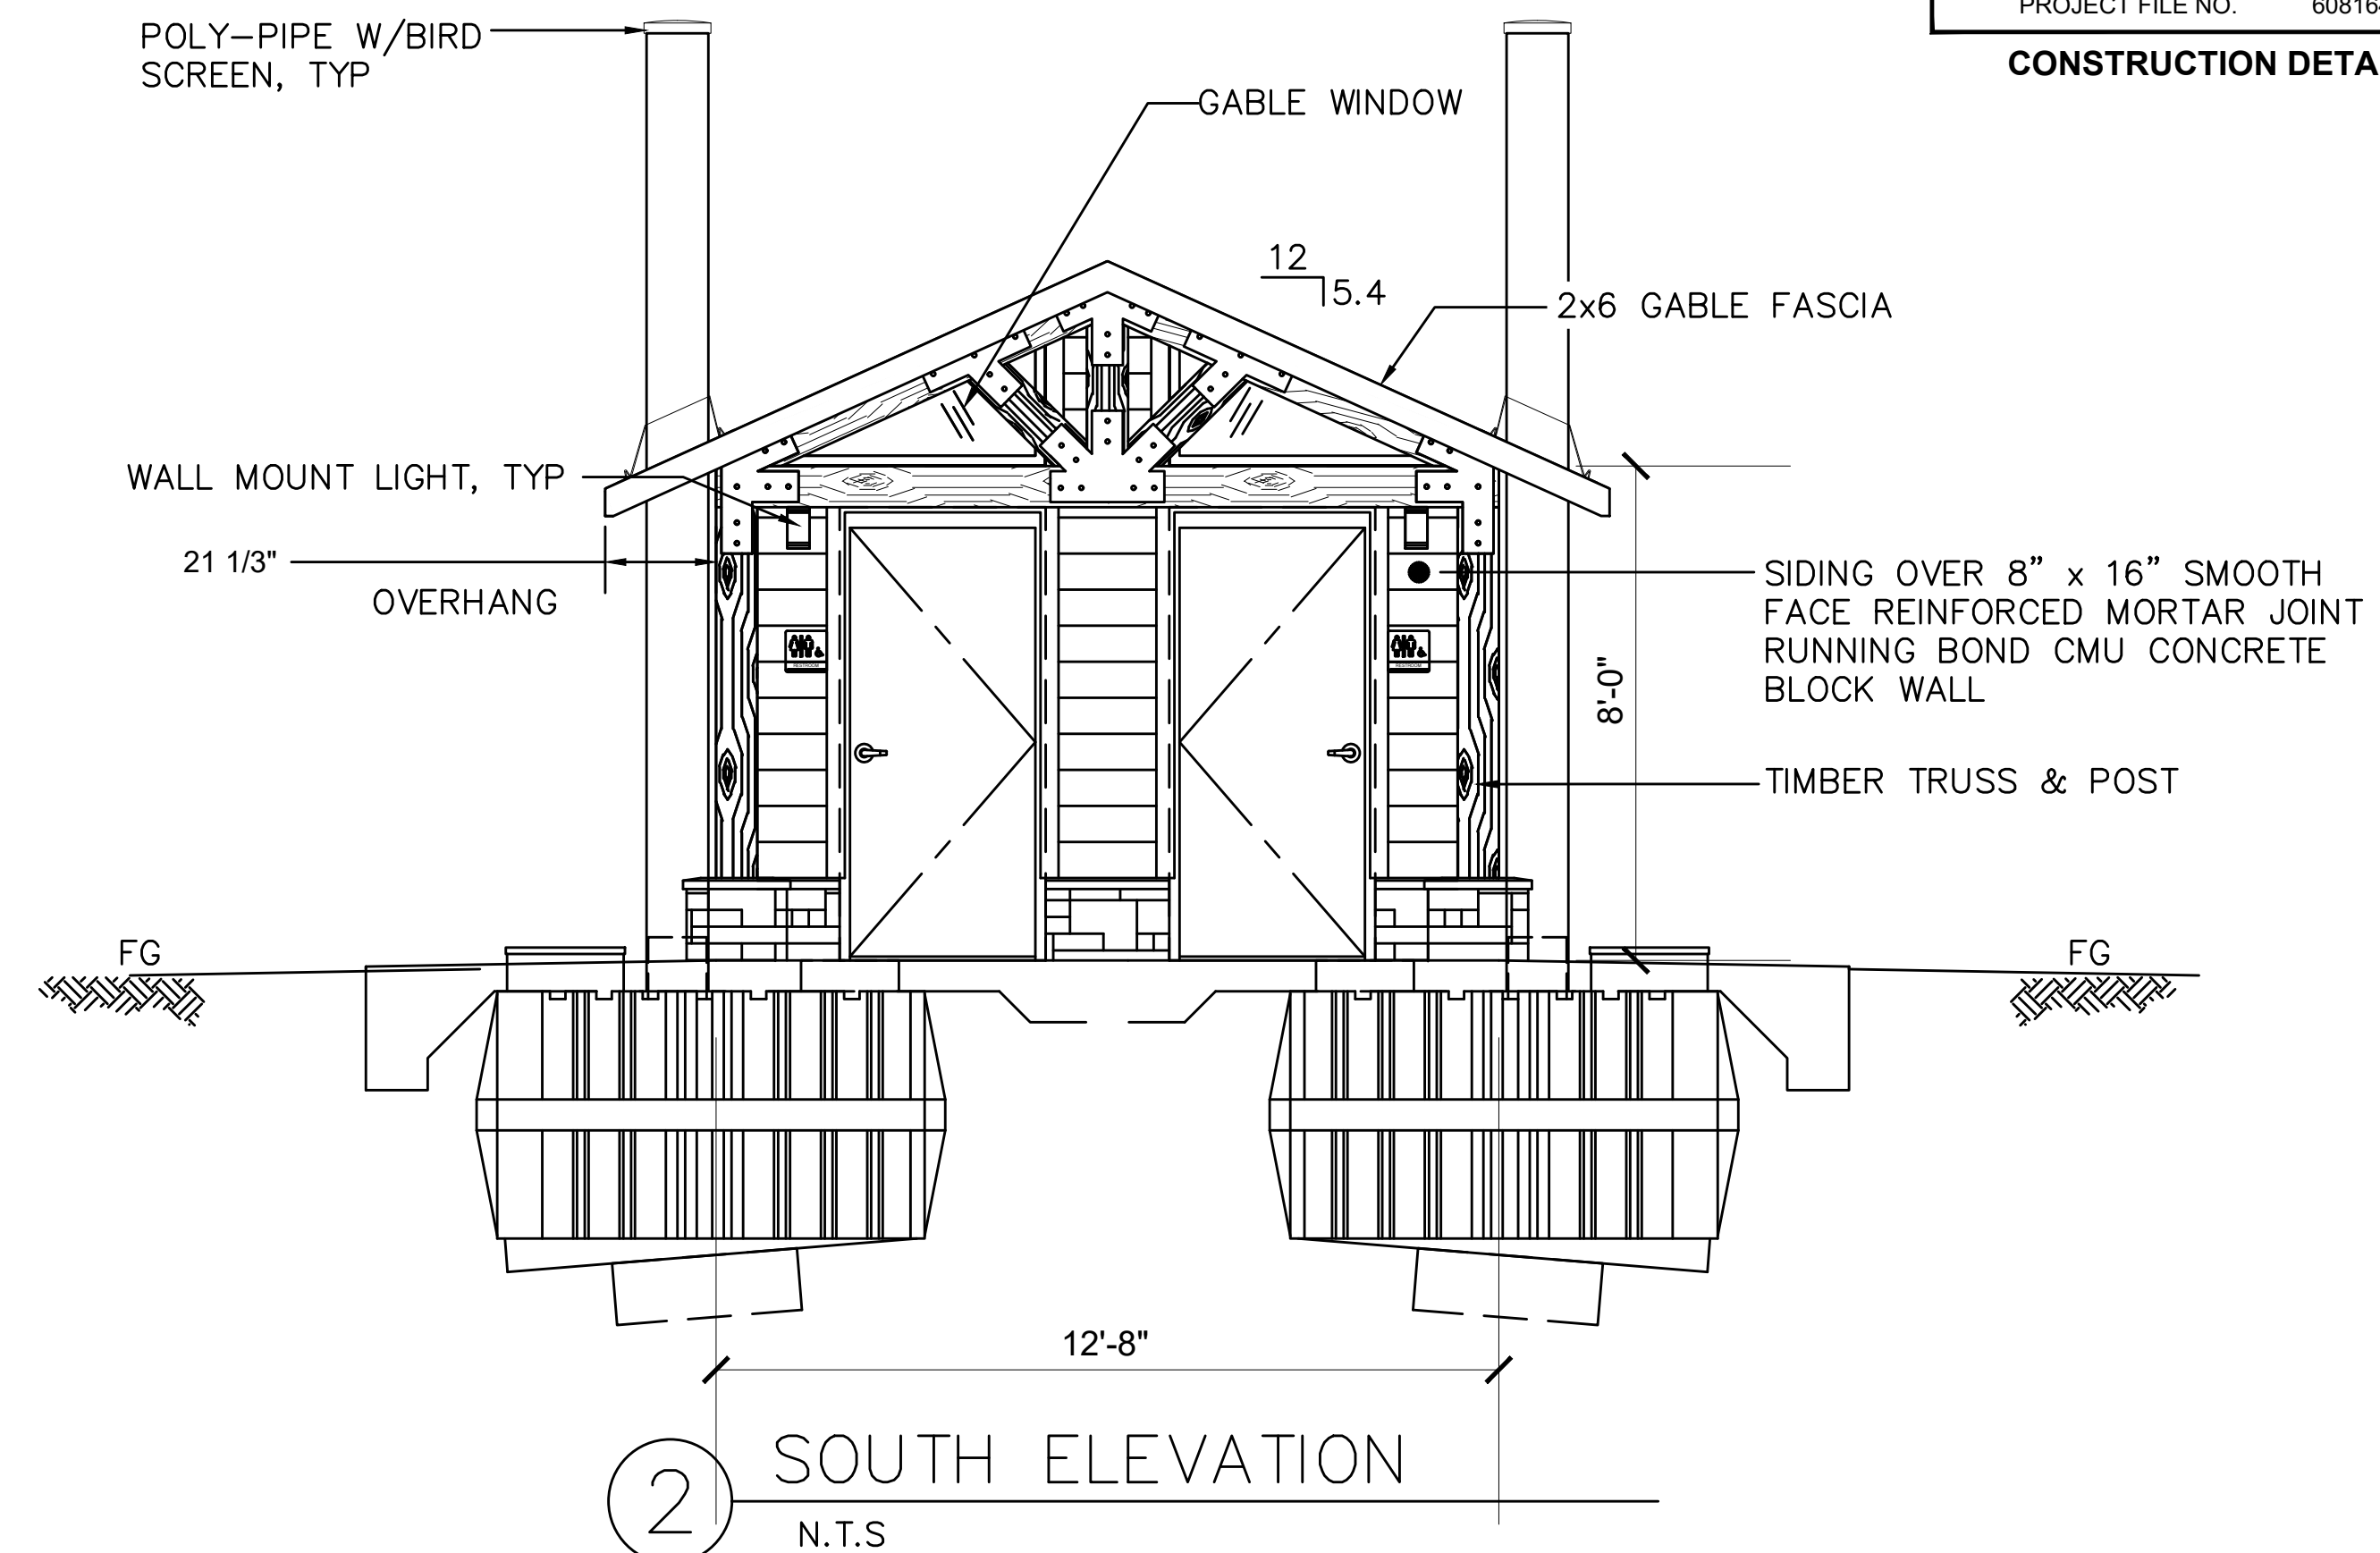 PROJECT FILE NO.
CONSTRUCTION DETA
POLY-PIPE W/BIRD
SCREEN, TYP
GABLE WINDOW
12
5.4
2x6 GABLE FASCIA
WALL MOUNT LIGHT, TYP
21 1/3"
OVERHANG
SIDING OVER 8” x 16” SMOOTH
FACE REINFORCED MORTAR JOINT
RUNNING BOND CMU CONCRETE
BLOCK WALL
RESTROOM
RESTROOM
8'-0"
TIMBER TRUSS & POST
FG
FG
12'-8"
2
SOUTH ELEVATION
N.T.S